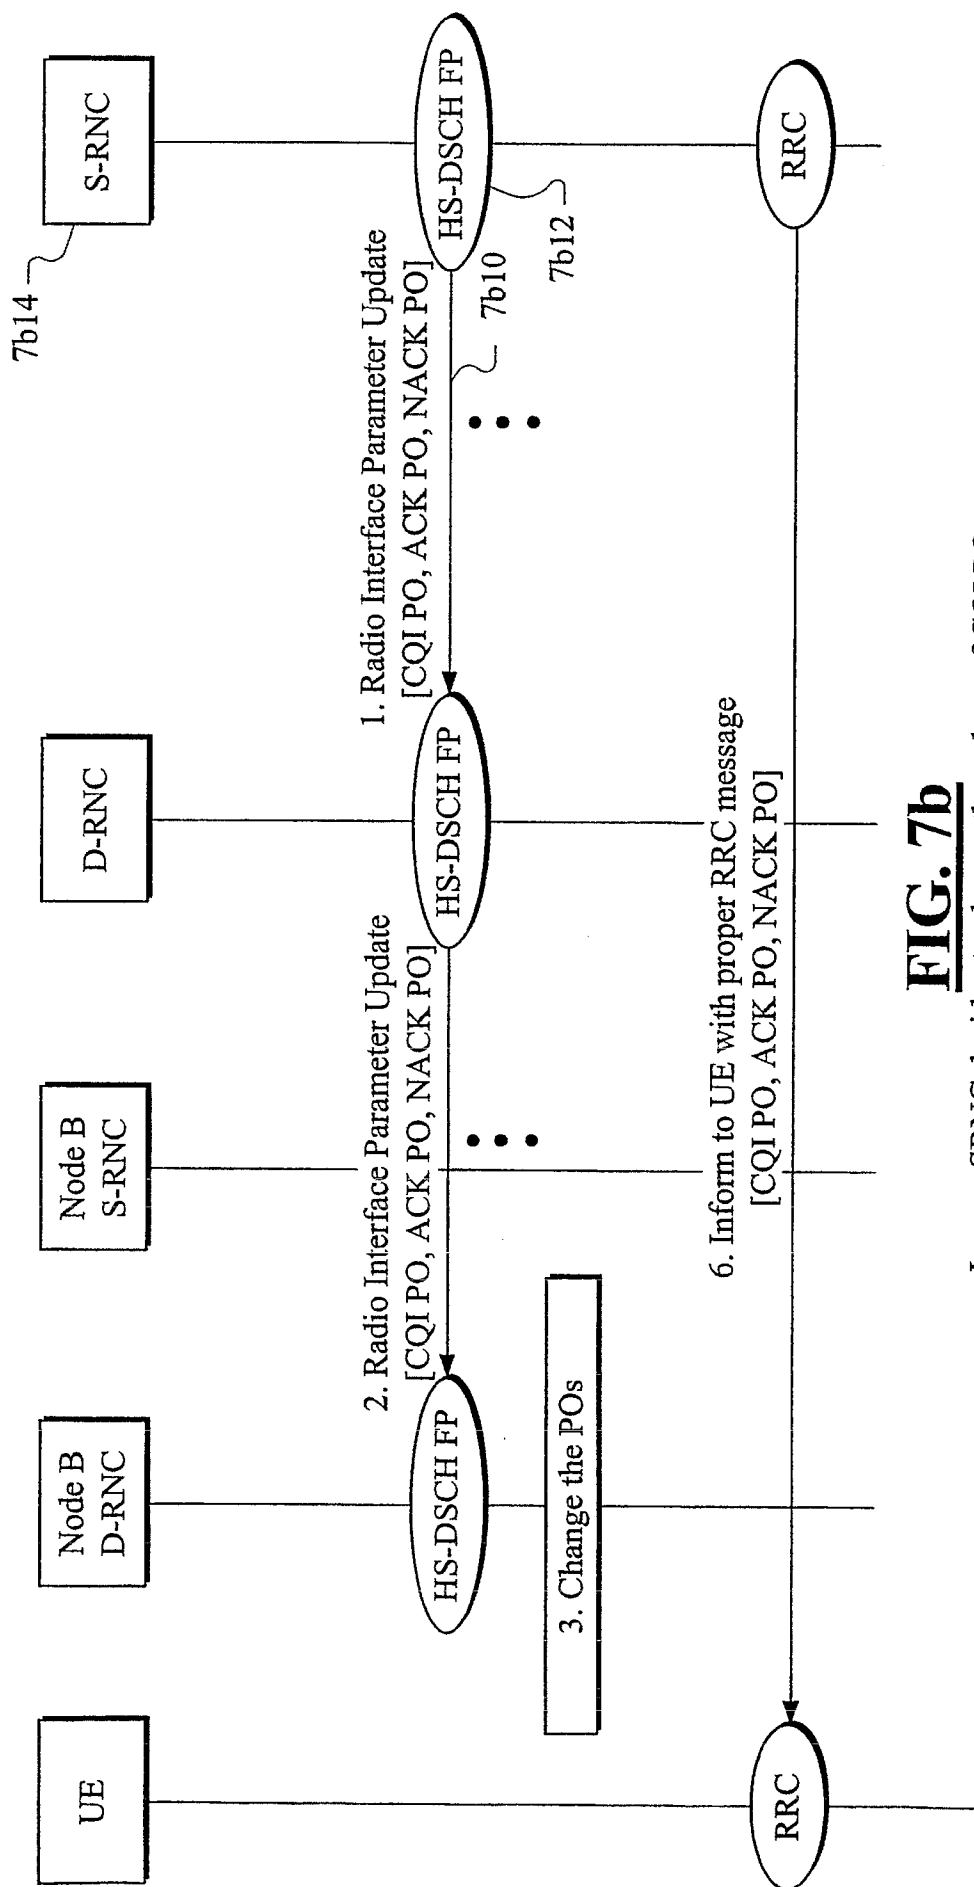 UE
Node B
D-RNC
Node B
S-RNC
D-RNC
S-RNC
7b14
1. Radio Interface Parameter Update
[CQI PO, ACK PO, NACK PO]
2. Radio Interface Parameter Update
[CQI PO, ACK PO, NACK PO]
HS-DSCH FP
HS-DSCH FP
HS-DSCH FP
7b10
7b12
3. Change the POs
6. Inform to UE with proper RRC message
[CQI PO, ACK PO, NACK PO]
RRC
RRC
FIG. 7b